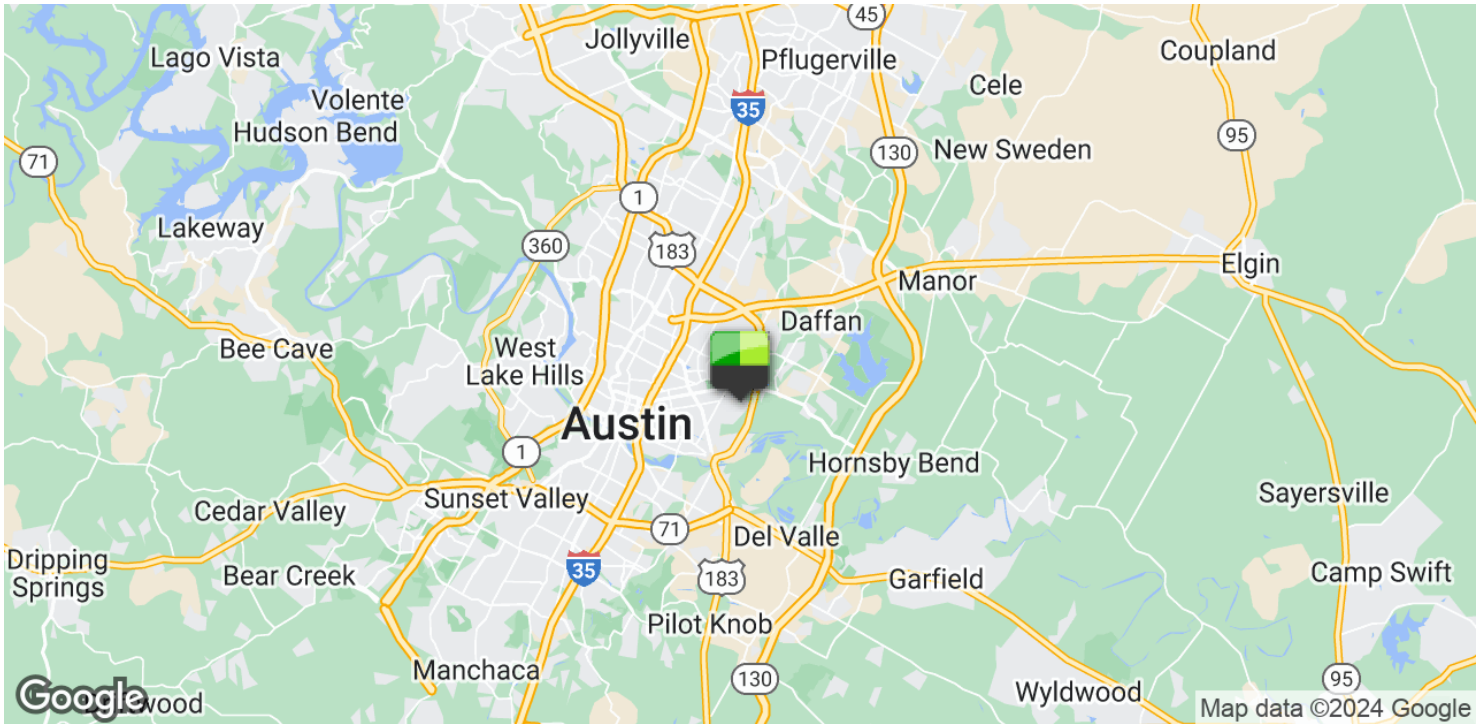 45
Jollyville
Coupland
Lago Vista
Pflugerville
Cele
Volente
35
Hudson Bend
95
71
130
New Sweden
1
Lakeway
360
183
Elgin
Manor
Daffan
Bee Cave
West
Lake Hills
Austin
1
Hornsby Bend
Sunset Valley
Sayersville
Cedar Valley
71
Del Valle
Dripping
Springs
Bear Creek
35
183
Garfield
Camp Swift
Pilot Knob
Manchaca
130
95
Wyldwood
Google
Driftwood
Map data ©2024 Google